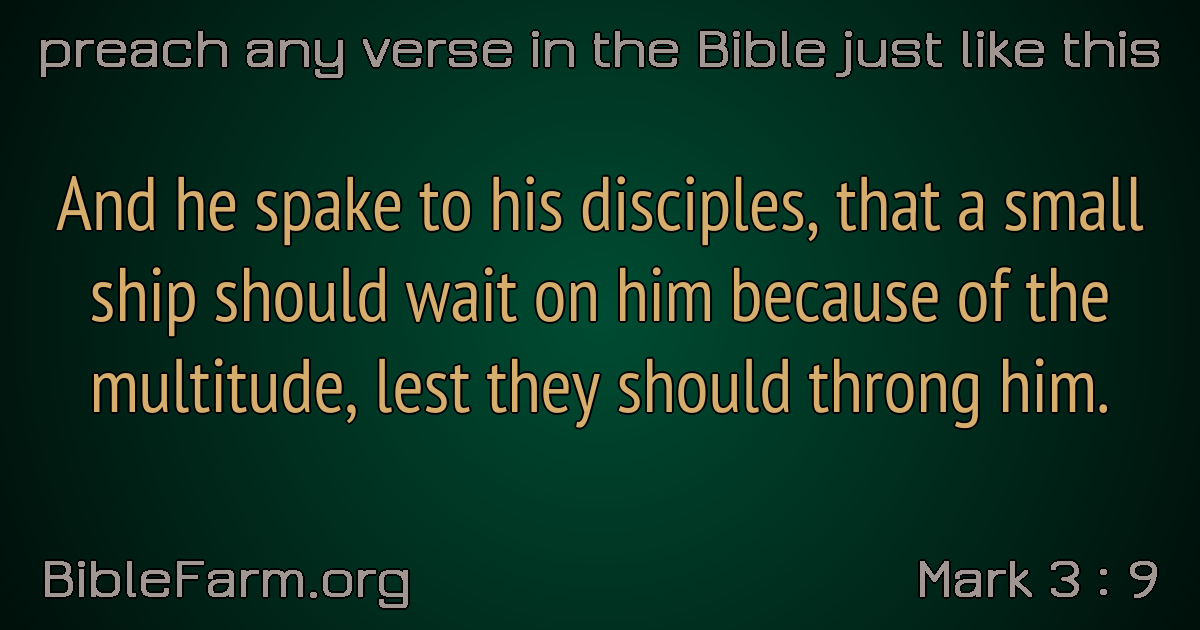 preach any verse in the Bible just like this
And he spake to his disciples, that a small
ship should wait on him because of the
multitude, lest they should throng him.
BibleFarm.org
Mark 3 : 9